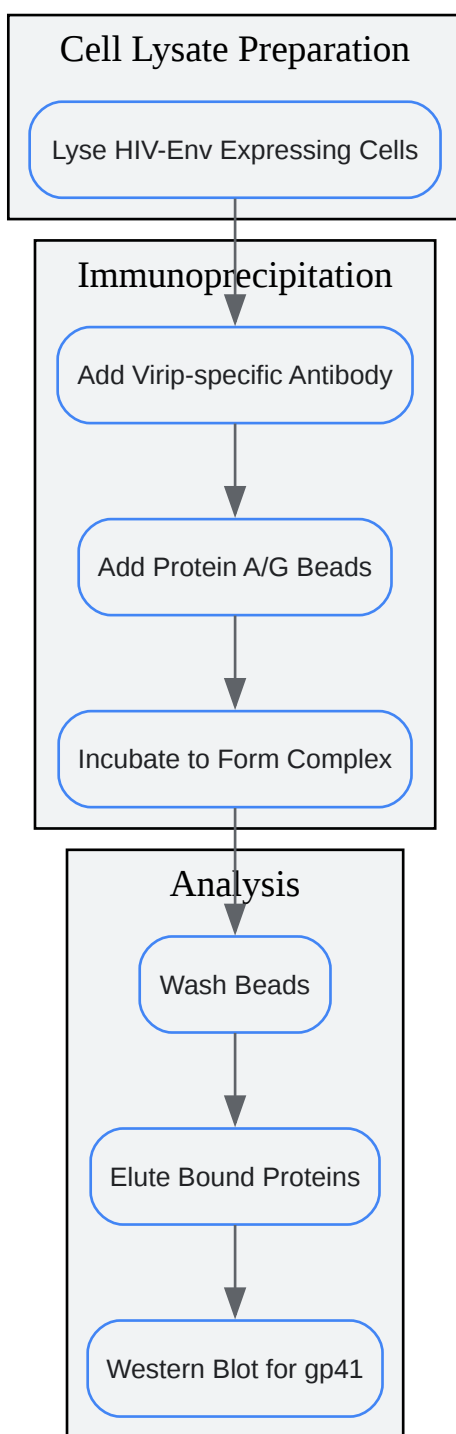 Cell Lysate Preparation
Lyse HIV-Env Expressing Cells
Immunoprecipitation
Add Virip-specific Antibody
Add Protein A/G Beads
Incubate to Form Complex
Analysis
Wash Beads
Elute Bound Proteins
Western Blot for gp41